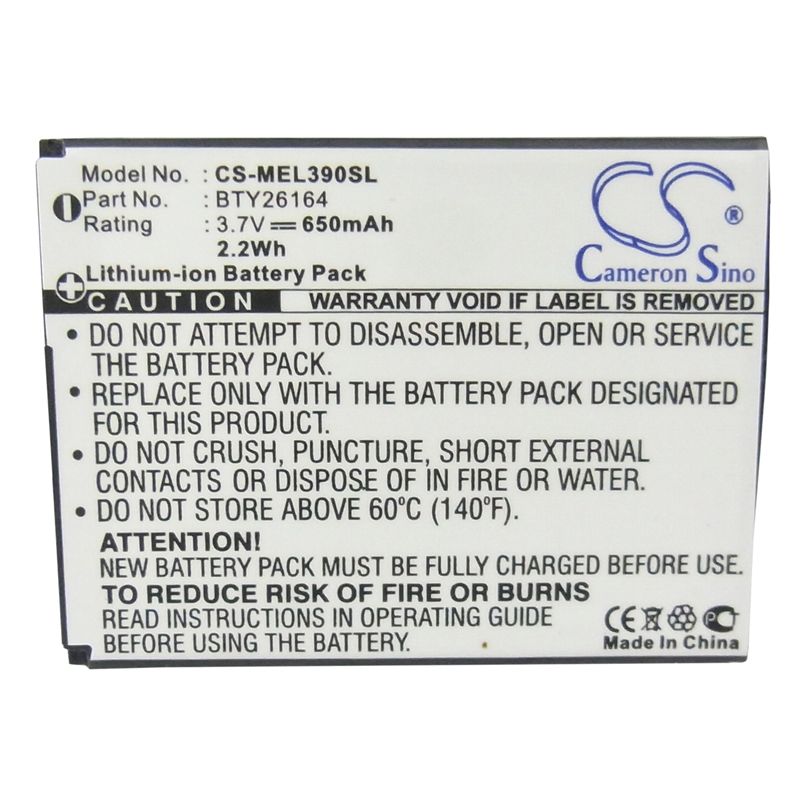 Model No. : CS-MEL390SL
Part No. : BTY26164
Rating : 3.7V 650mAh
2.2Wh
Lithium-ion Battery Pack
CS ®
Cameron Sino
CAUTION WARRANTY VOID IF LABEL IS REMOVED
• DO NOT ATTEMPT TO DISASSEMBLE, OPEN OR SERVICE
THE BATTERY PACK.
• REPLACE ONLY WITH THE BATTERY PACK DESIGNATED
FOR THIS PRODUCT.
• DO NOT CRUSH, PUNCTURE, SHORT EXTERNAL
CONTACTS OR DISPOSE OF IN FIRE OR WATER.
• DO NOT STORE ABOVE 60ºC (140ºF).
ATTENTION!
NEW BATTERY PACK MUST BE FULLY CHARGED BEFORE USE!
TO REDUCE RISK OF FIRE OR BURNS
READ INSTRUCTIONS IN OPERATING GUIDE
BEFORE USING THE BATTERY.
CE
Made In China